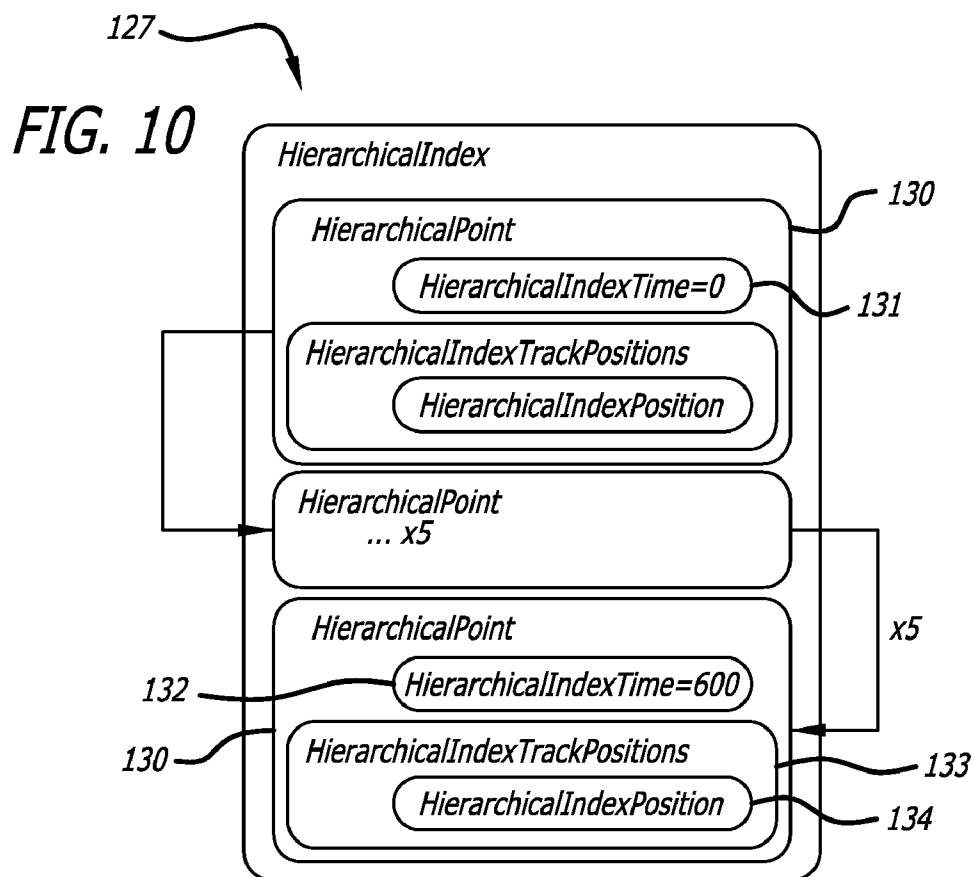 127
FIG. 10
HierarchicalIndex
HierarchicalPoint
130
HierarchicalIndexTime=0
131
HierarchicalIndexTrackPositions
HierarchicalIndexPosition
HierarchicalPoint
... x5
HierarchicalPoint
x5
132
HierarchicalIndexTime=600
130
HierarchicalIndexTrackPositions
133
HierarchicalIndexPosition
134